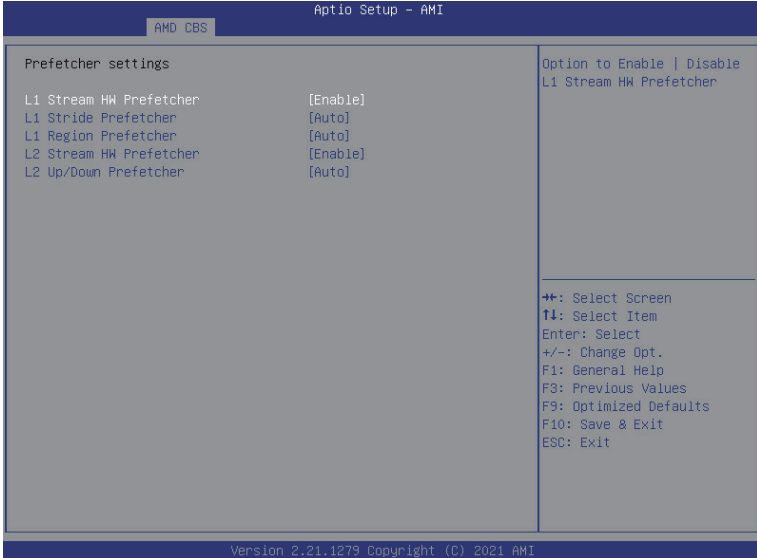 Aptio Setup – AMI
AMD CBS
Prefetcher settings
L1 Stream HW Prefetcher [Enable]
L1 Stride Prefetcher [Auto]
L1 Region Prefetcher [Auto]
L2 Stream HW Prefetcher [Enable]
L2 Up/Down Prefetcher [Auto]
Option to Enable | Disable
L1 Stream HW Prefetcher
→←: Select Screen
↑↓: Select Item
Enter: Select
+/-: Change Opt.
F1: General Help
F3: Previous Values
F9: Optimized Defaults
F10: Save & Exit
ESC: Exit
Version 2.21.1279 Copyright (C) 2021 AMI